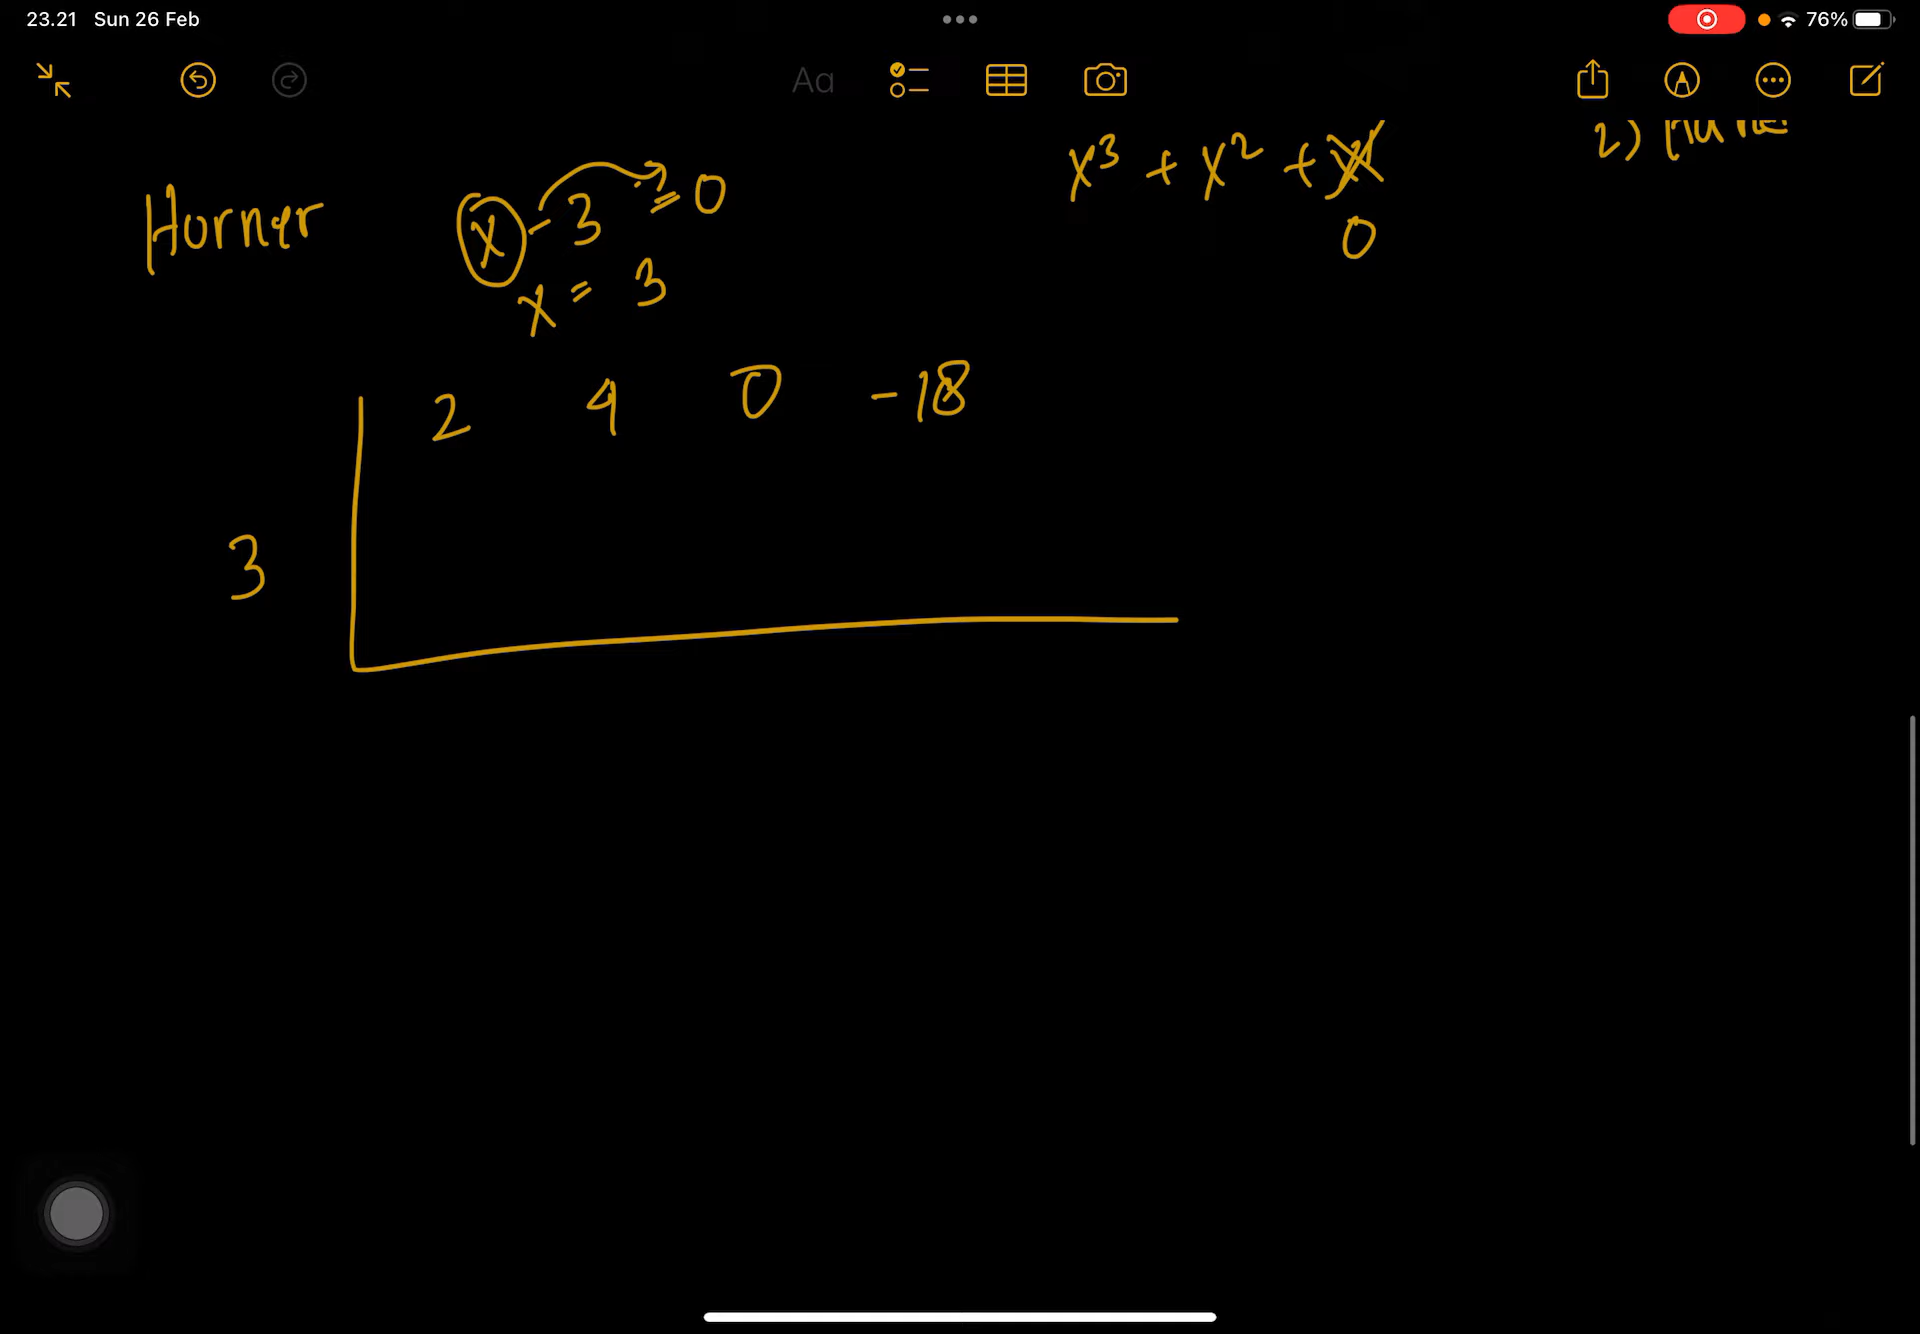 23.21 Sun 26 Feb
76%
Aa
x³ + x² + x
2)
Horner
x - 3 = 0
0
x = 3
2 4 0 -18
3